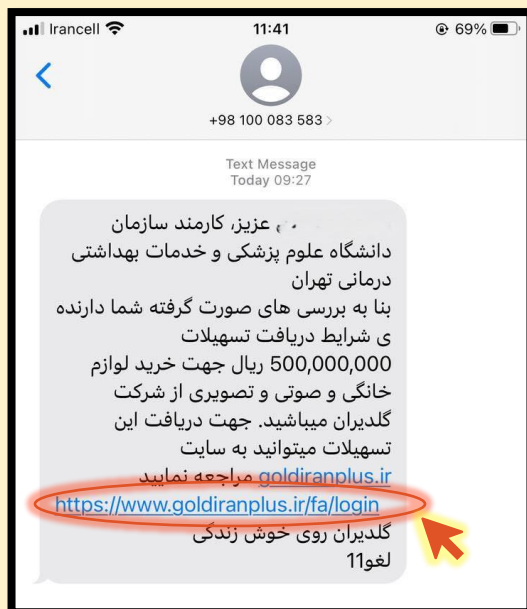 Irancell
11:41
69%
+98 100 083 583
Text Message
Today 09:27
عزیز، کارمند سازمان
دانشگاه علوم پزشکی و خدمات بهداشتی
درمانی تهران
بنا به بررسی های صورت گرفته شما دارنده
ی شرایط دریافت تسهیلات
500,000,000 ریال جهت خرید لوازم
خانگی و صوتی و تصویری از شرکت
گلدیران میباشید. جهت دریافت این
تسهیلات میتوانید به سایت
goldiranplus.ir مراجعه نمایید
https://www.goldiranplus.ir/fa/login
گلدیران روی خوش زندگی
لغو11